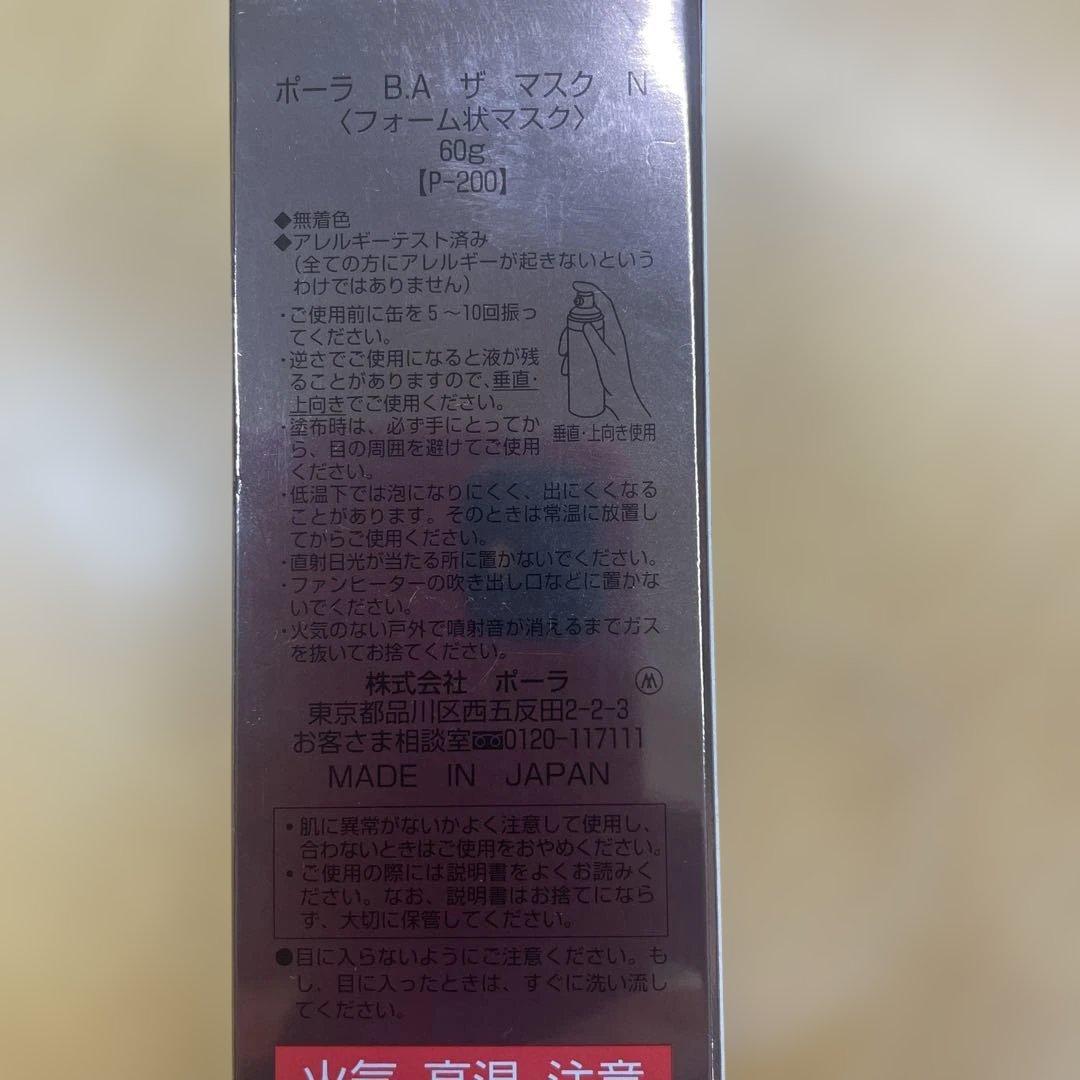 ポーラ B.A ザ マスク N
〈フォーム状マスク〉
60g
【P-200】
◆無着色
◆アレルギーテスト済み
(全ての方にアレルギーが起きないという
わけではありません)
・ご使用前に缶を5～10回振っ
てください。
・逆さでご使用になると液が残
ることがありますので、垂直・
上向きでご使用ください。
・塗布時は、必ず手にとってか
ら、目の周囲を避けてご使用
ください。
垂直・上向き使用
・低温下では泡になりにくく、出にくくなる
ことがあります。そのときは常温に放置し
てからご使用ください。
・直射日光が当たる所に置かないでください。
・ファンヒーターの吹き出し口などに置かな
いでください。
・火気のない戸外で噴射音が消えるまでガス
を抜いてお捨てください。
株式会社 ポーラ
東京都品川区西五反田2-2-3
お客さま相談室0120-117111
MADE IN JAPAN
・肌に異常がないかよく注意して使用し、
合わないときはご使用をおやめください。
・ご使用の際には説明書をよくお読みく
ださい。なお、説明書はお捨てになら
ず、大切に保管してください。
●目に入らないようにご注意ください。も
し、目に入ったときは、すぐに洗い流し
てください。
火気 高温 注意